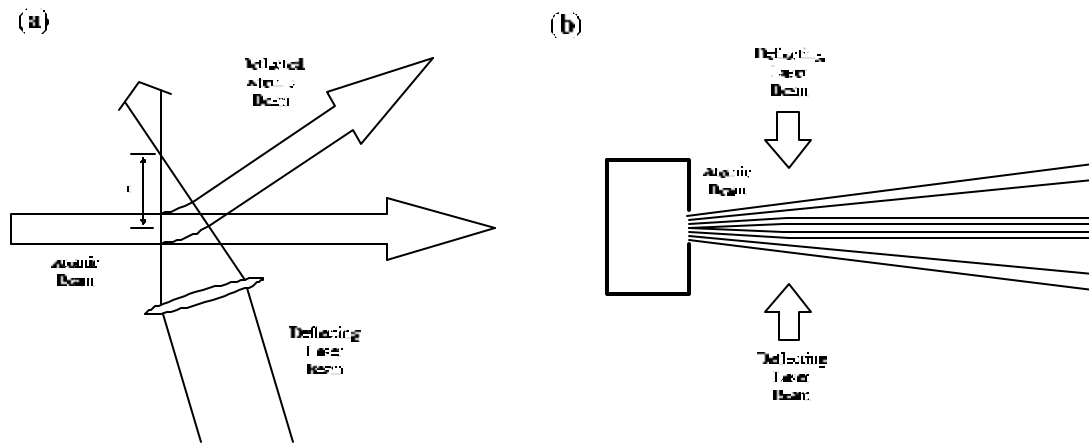 (a)
Deflected
Atomic
Beam
Atomic
Beam
Deflecting
Laser
Beam
(b)
Deflecting
Laser
Beam
Atomic
Beam
Deflecting
Laser
Beam